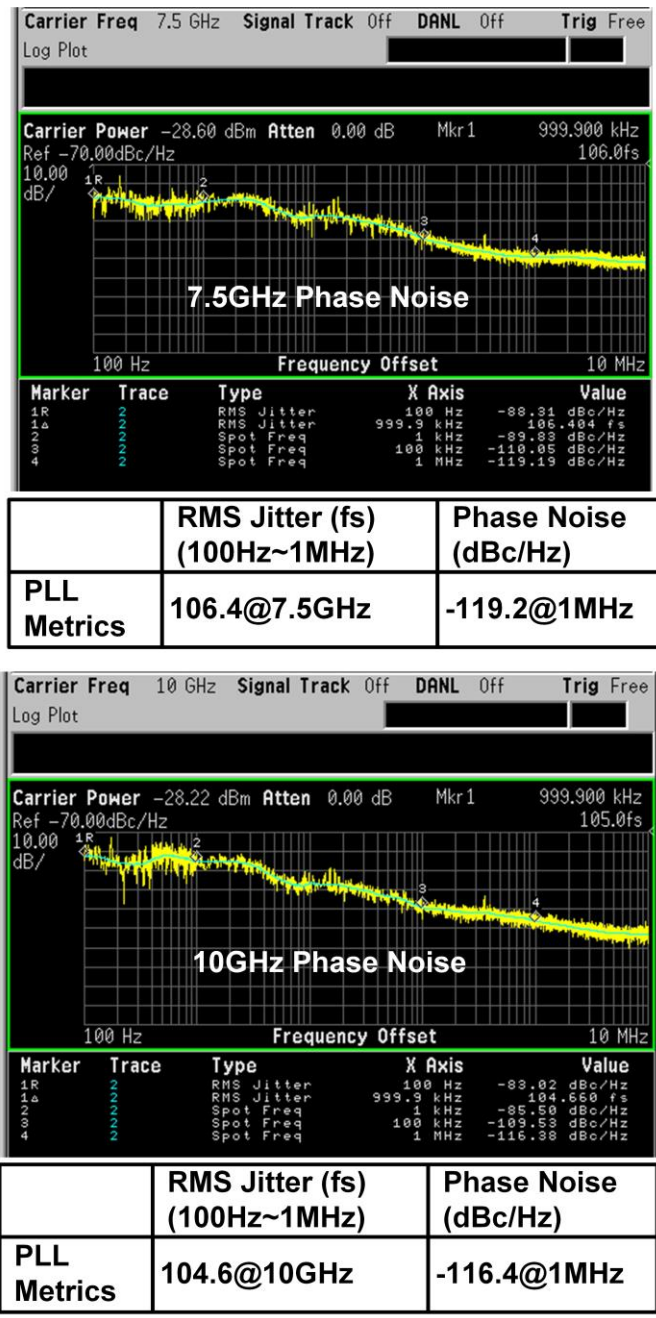 Carrier Freq 7.5 GHz Signal Track Off DANL Off Trig Free
Log Plot
Carrier Power -28.60 dBm Atten 0.00 dB Mkr1 999.900 kHz
Ref -70.00dBc/Hz 106.0fs
10.00
dB/
1R
2
3
4
7.5GHz Phase Noise
100 Hz Frequency Offset 10 MHz
Marker Trace Type X Axis Value
1R 2 RMS Jitter 100 Hz -88.31 dBc/Hz
1△ 2 RMS Jitter 999.9 kHz 106.404 fs
2 2 Spot Freq 1 kHz -89.83 dBc/Hz
3 2 Spot Freq 100 kHz -110.05 dBc/Hz
4 2 Spot Freq 1 MHz -119.19 dBc/Hz
RMS Jitter (fs) Phase Noise
(100Hz~1MHz) (dBc/Hz)
PLL
Metrics
106.4@7.5GHz -119.2@1MHz
Carrier Freq 10 GHz Signal Track Off DANL Off Trig Free
Log Plot
Carrier Power -28.22 dBm Atten 0.00 dB Mkr1 999.900 kHz
Ref -70.00dBc/Hz 105.0fs
10.00
dB/
1R
2
3
4
10GHz Phase Noise
100 Hz Frequency Offset 10 MHz
Marker Trace Type X Axis Value
1R 2 RMS Jitter 100 Hz -83.02 dBc/Hz
1△ 2 RMS Jitter 999.9 kHz 104.660 fs
2 2 Spot Freq 1 kHz -85.50 dBc/Hz
3 2 Spot Freq 100 kHz -109.53 dBc/Hz
4 2 Spot Freq 1 MHz -116.38 dBc/Hz
RMS Jitter (fs) Phase Noise
(100Hz~1MHz) (dBc/Hz)
PLL
Metrics
104.6@10GHz -116.4@1MHz